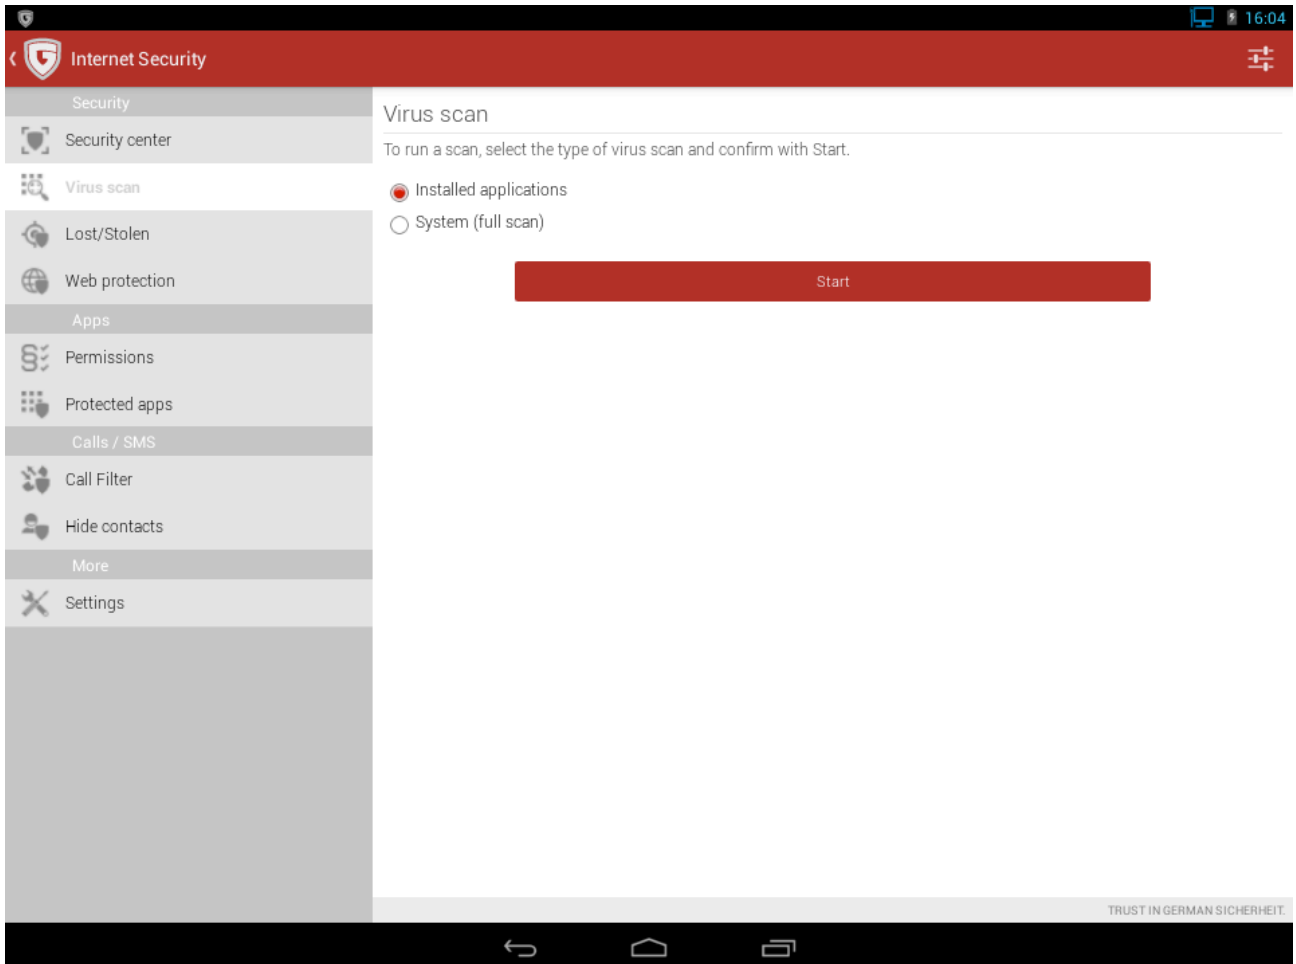 16:04
Internet Security
Security
Security center
Virus scan
Lost/Stolen
Web protection
Apps
Permissions
Protected apps
Calls / SMS
Call Filter
Hide contacts
More
Settings
Virus scan
To run a scan, select the type of virus scan and confirm with Start.
Installed applications
System (full scan)
Start
TRUST IN GERMAN SICHERHEIT.